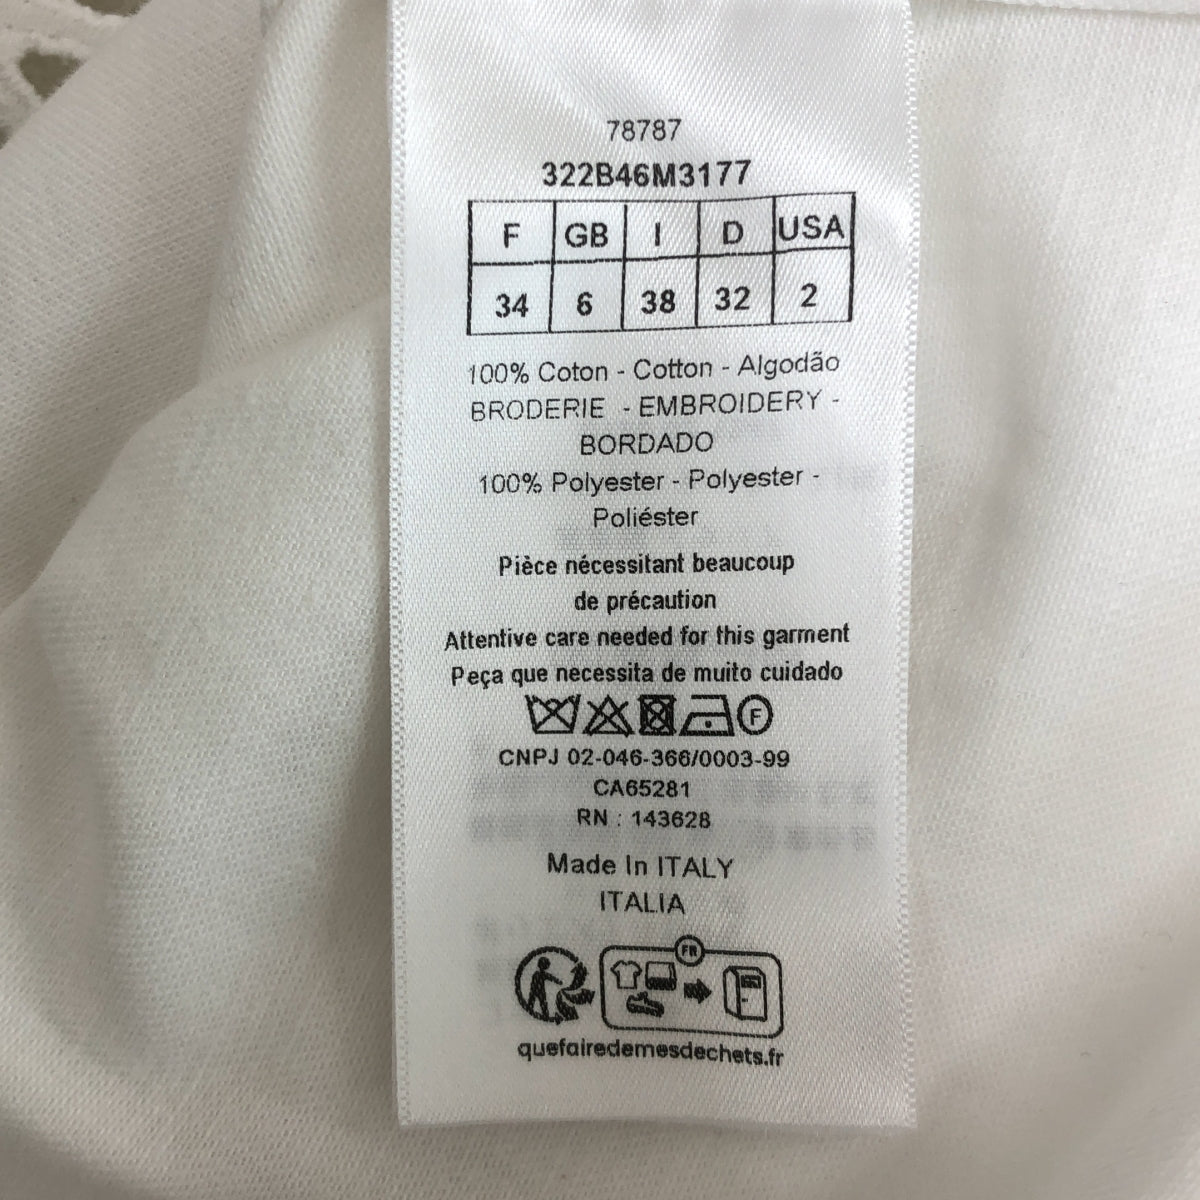 78787
322B46M3177
F GB I D USA
34 6 38 32 2
100% Coton - Cotton - Algodão
BRODERIE - EMBROIDERY -
BORDADO
100% Polyester - Polyester -
Poliéster
Pièce nécessitant beaucoup
de précaution
Attentive care needed for this garment
Peça que necessita de muito cuidado
F
CNPJ 02-046-366/0003-99
CA65281
RN : 143628
Made In ITALY
ITALIA
FR
quefairedemesdechets.fr